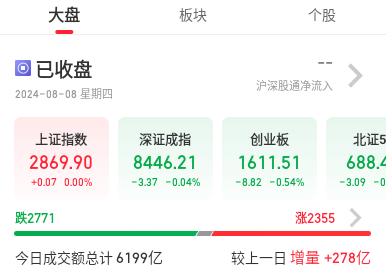 大盘 板块 个股
已收盘 --
2024-08-08 星期四 沪深股通净流入
上证指数 深证成指 创业板 北证5
2869.90 8446.21 1611.51 688.4
+0.07 0.00% -3.37 -0.04% -8.82 -0.54% -3.09 -0
跌2771 涨2355
今日成交额总计 6199亿 较上一日 增量 +278亿